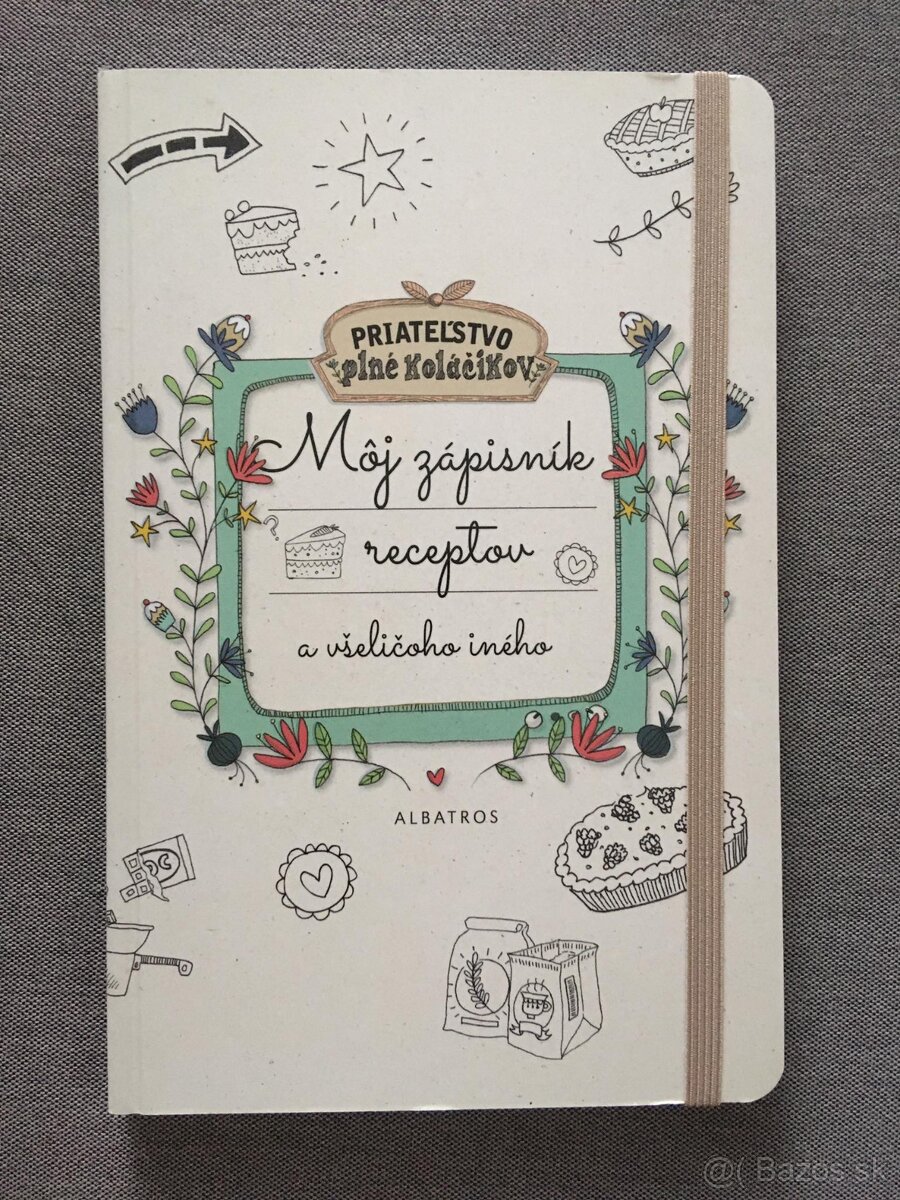 PRIATEĽSTVO
plné koláčikov
Môj zápisník
receptov
a všeličoho iného
ALBATROS
@( Bazos.sk